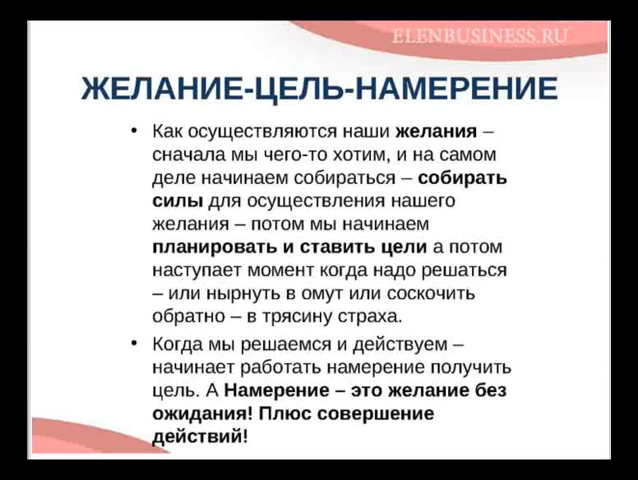 ELENBUSINESS.RU
ЖЕЛАНИЕ-ЦЕЛЬ-НАМЕРЕНИЕ
• Как осуществляются наши желания –
сначала мы чего-то хотим, и на самом
деле начинаем собираться – собирать
силы для осуществления нашего
желания – потом мы начинаем
планировать и ставить цели а потом
наступает момент когда надо решаться
– или нырнуть в омут или соскочить
обратно – в трясину страха.
• Когда мы решаемся и действуем –
начинает работать намерение получить
цель. А Намерение – это желание без
ожидания! Плюс совершение
действий!